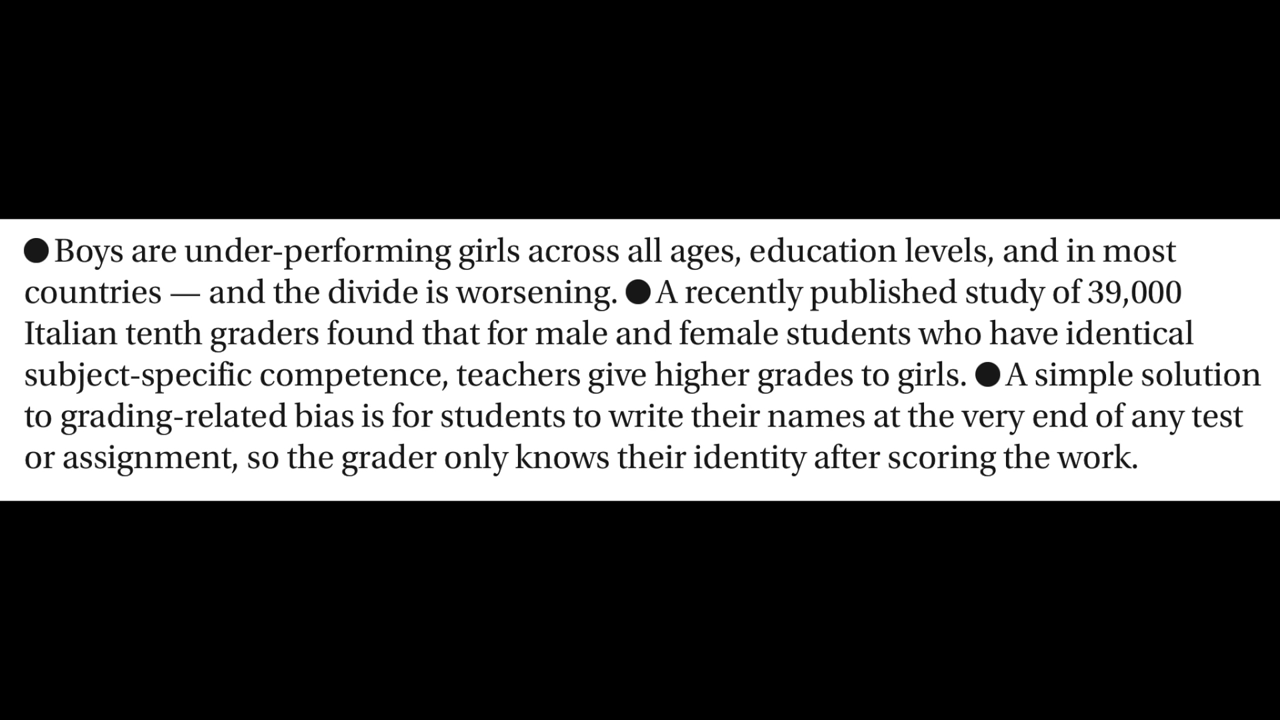 ● Boys are under-performing girls across all ages, education levels, and in most
countries — and the divide is worsening. ● A recently published study of 39,000
Italian tenth graders found that for male and female students who have identical
subject-specific competence, teachers give higher grades to girls. ● A simple solution
to grading-related bias is for students to write their names at the very end of any test
or assignment, so the grader only knows their identity after scoring the work.